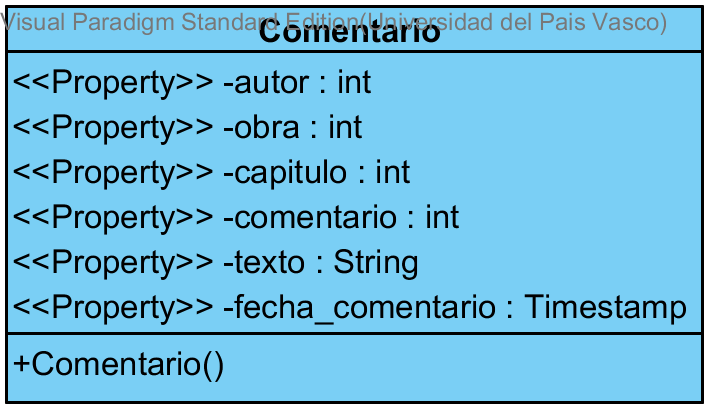 Visual Paradigm Standard Edition(Universidad del Pais Vasco)
Comentario
<<Property>> -autor : int
<<Property>> -obra : int
<<Property>> -capitulo : int
<<Property>> -comentario : int
<<Property>> -texto : String
<<Property>> -fecha_comentario : Timestamp
+Comentario()